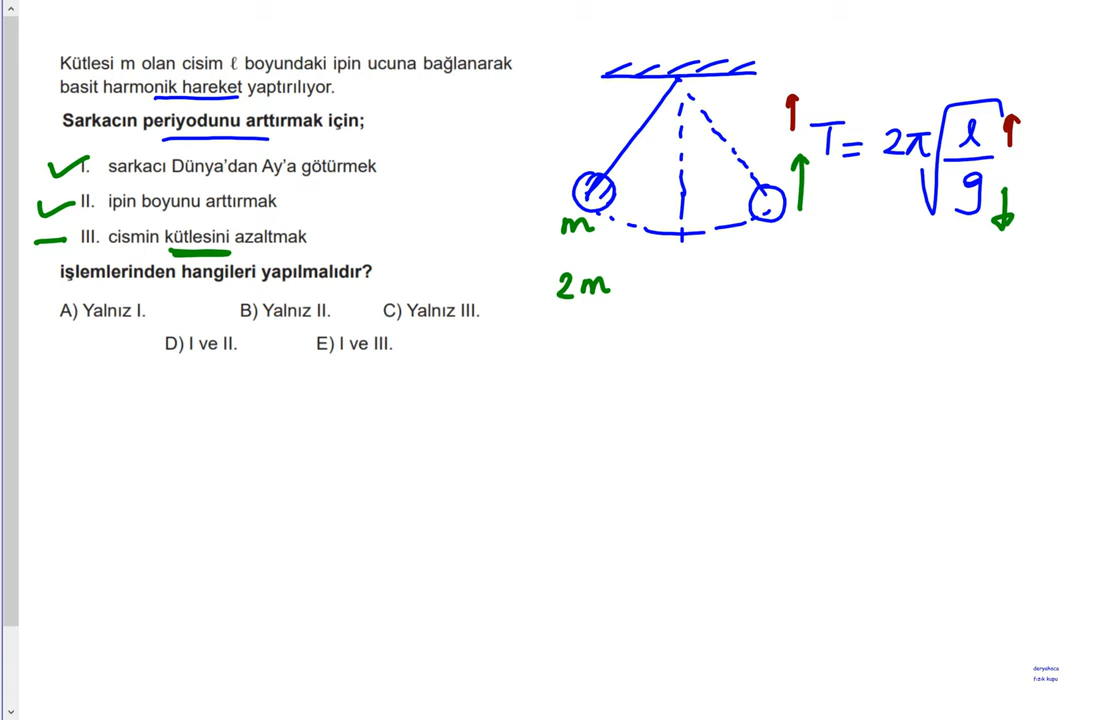 Kütlesi m olan cisim ℓ boyundaki ipin ucuna bağlanarak
basit harmonik hareket yaptırılıyor.
Sarkacın periyodunu arttırmak için;
I. sarkacı Dünya'dan Ay'a götürmek
II. ipin boyunu arttırmak
III. cismin kütlesini azaltmak
işlemlerinden hangileri yapılmalıdır?
A) Yalnız I. B) Yalnız II. C) Yalnız III.
D) I ve II. E) I ve III.
m
2m
T = 2π√(l/g)
deryahoca
fizik kupu